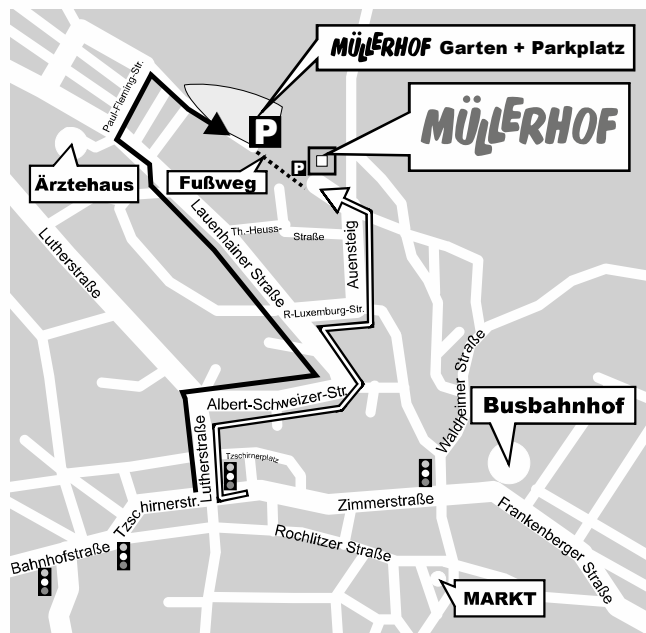 MÜLLERHOF Garten + Parkplatz
MÜLLERHOF
Paul-Fleming-Str.
P
P
Ärztehaus
Fußweg
Lauenhainer Straße
Th.-Heuss-
Straße
Auensteig
Lutherstraße
R-Luxemburg-Str.
Albert-Schweizer-Str.
Waldheimer Straße
Busbahnhof
Lutherstraße
Tzschirnerplatz
Tzschirnerstr.
Zimmerstraße
Frankenberger Straße
Rochlitzer Straße
Bahnhofstraße
MARKT